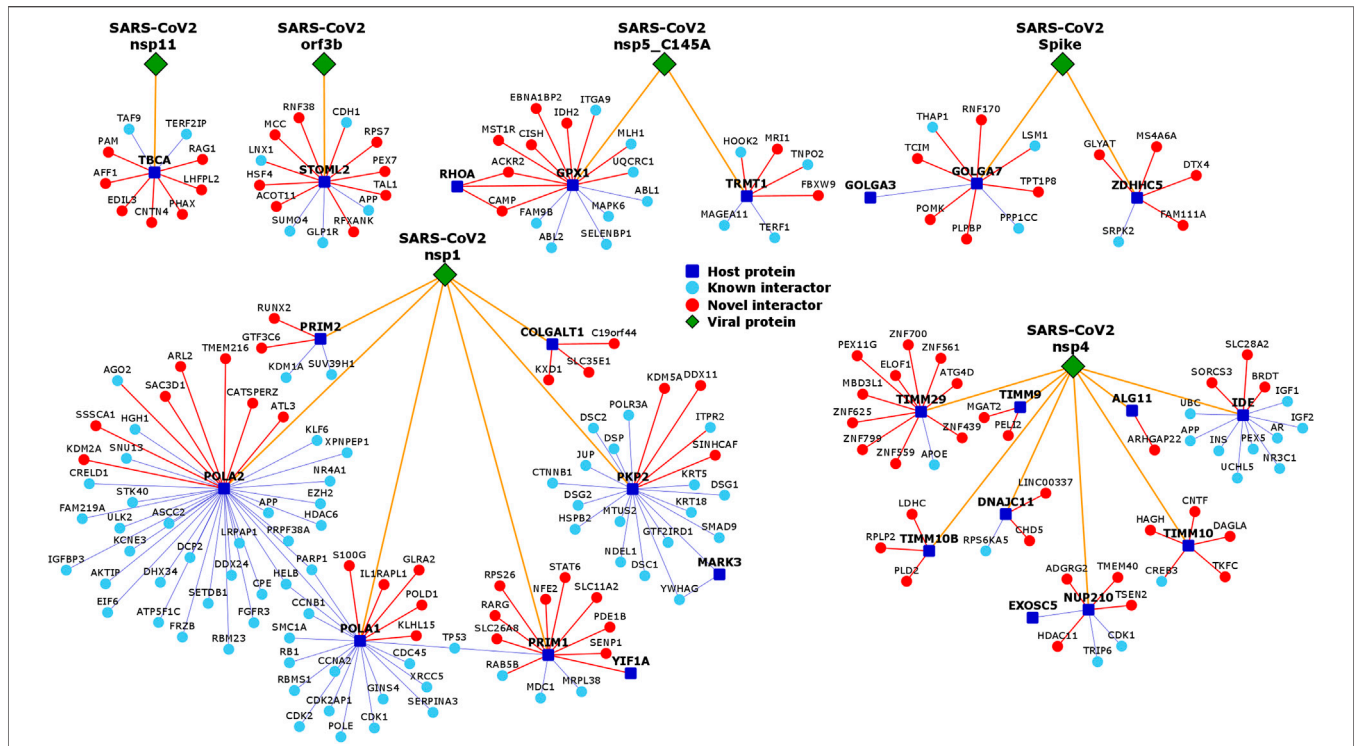 SARS-CoV2
nsp11
TAF9
TERF2IP
PAM
RAG1
TBCA
AFF1
LHFPL2
EDIL3
PHAX
CNTN4
SARS-CoV2
orf3b
RNF38
CDH1
MCC
RPS7
LNX1
PEX7
STOML2
HSF4
TAL1
ACOT11
APP
SUMO4
RFXANK
GLP1R
SARS-CoV2
nsp5_C145A
EBNA1BP2
ITGA9
IDH2
MST1R
CISH
MLH1
ACKR2
UQCRC1
RHOA
GPX1
ABL1
CAMP
MAPK6
FAM9B
ABL2
SELENBP1
HOOK2
MRI1
TNPO2
TRMT1
FBXW9
MAGEA11
TERF1
SARS-CoV2
Spike
RNF170
THAP1
LSM1
TCIM
GOLGA3
GOLGA7
TPT1P8
POMK
PPP1CC
PLPBP
GLYAT
MS4A6A
DTX4
ZDHHC5
FAM111A
SRPK2
SARS-CoV2
nsp1
Host protein
Known interactor
Novel interactor
Viral protein
RUNX2
PRIM2
GTF3C6
KDM1A
SUV39H1
COLGALT1
C19orf44
SLC35E1
KXD1
TMEM216
ARL2
AGO2
SAC3D1
CATSPERZ
SSSCA1
HGH1
ATL3
KDM2A
SNU13
KLF6
XPNPEP1
CRELD1
POLA2
NR4A1
STK40
EZH2
FAM219A
ASCC2
APP
HDAC6
ULK2
KCNE3
LRPAP1
PRPF38A
IGFBP3
DCP2
PARP1
AKTIP
DHX34
DDX24
HELB
EIF6
SETDB1
CPE
ATP5F1C
FGFR3
FRZB
RBM23
S100G
GLRA2
IL1RAPL1
POLD1
CCNB1
KLHL15
SMC1A
POLA1
TP53
RB1
CCNA2
CDC45
RBMS1
XRCC5
CDK2AP1
GINS4
SERPINA3
CDK2
POLE
CDK1
DDX11
KDM5A
POLR3A
DSC2
ITPR2
DSP
SINHCAF
JUP
CTNNB1
PKP2
KRT5
DSG1
DSG2
MTUS2
KRT18
HSPB2
GTF2IRD1
SMAD9
NDEL1
DSC1
MARK3
YWHAG
STAT6
RPS26
NFE2
SLC11A2
RARG
PDE1B
SLC26A8
PRIM1
SENP1
RAB5B
YIF1A
MDC1
MRPL38
SARS-CoV2
nsp4
ZNF700
PEX11G
ZNF561
ELOF1
ATG4D
MBD3L1
TIMM29
ZNF625
ZNF439
ZNF799
APOE
ZNF559
TIMM9
MGAT2
PELI2
ALG11
ARHGAP22
SLC28A2
SORCS3
BRDT
IGF1
UBC
IDE
IGF2
APP
AR
INS
PEX5
NR3C1
UCHL5
LDHC
RPLP2
TIMM10B
PLD2
LINC00337
DNAJC11
CHD5
RPS6KA5
CNTF
HAGH
DAGLA
TIMM10
CREB3
TKFC
ADGRG2
TMEM40
EXOSC5
NUP210
TSEN2
HDAC11
CDK1
TRIP6